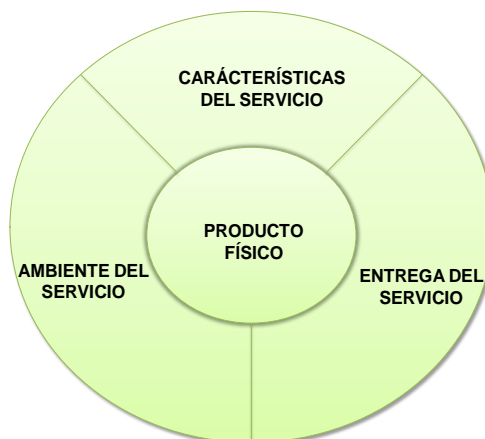 CARÁCTERÍSTICAS
DEL SERVICIO
PRODUCTO
FÍSICO
AMBIENTE DEL
SERVICIO
ENTREGA DEL
SERVICIO